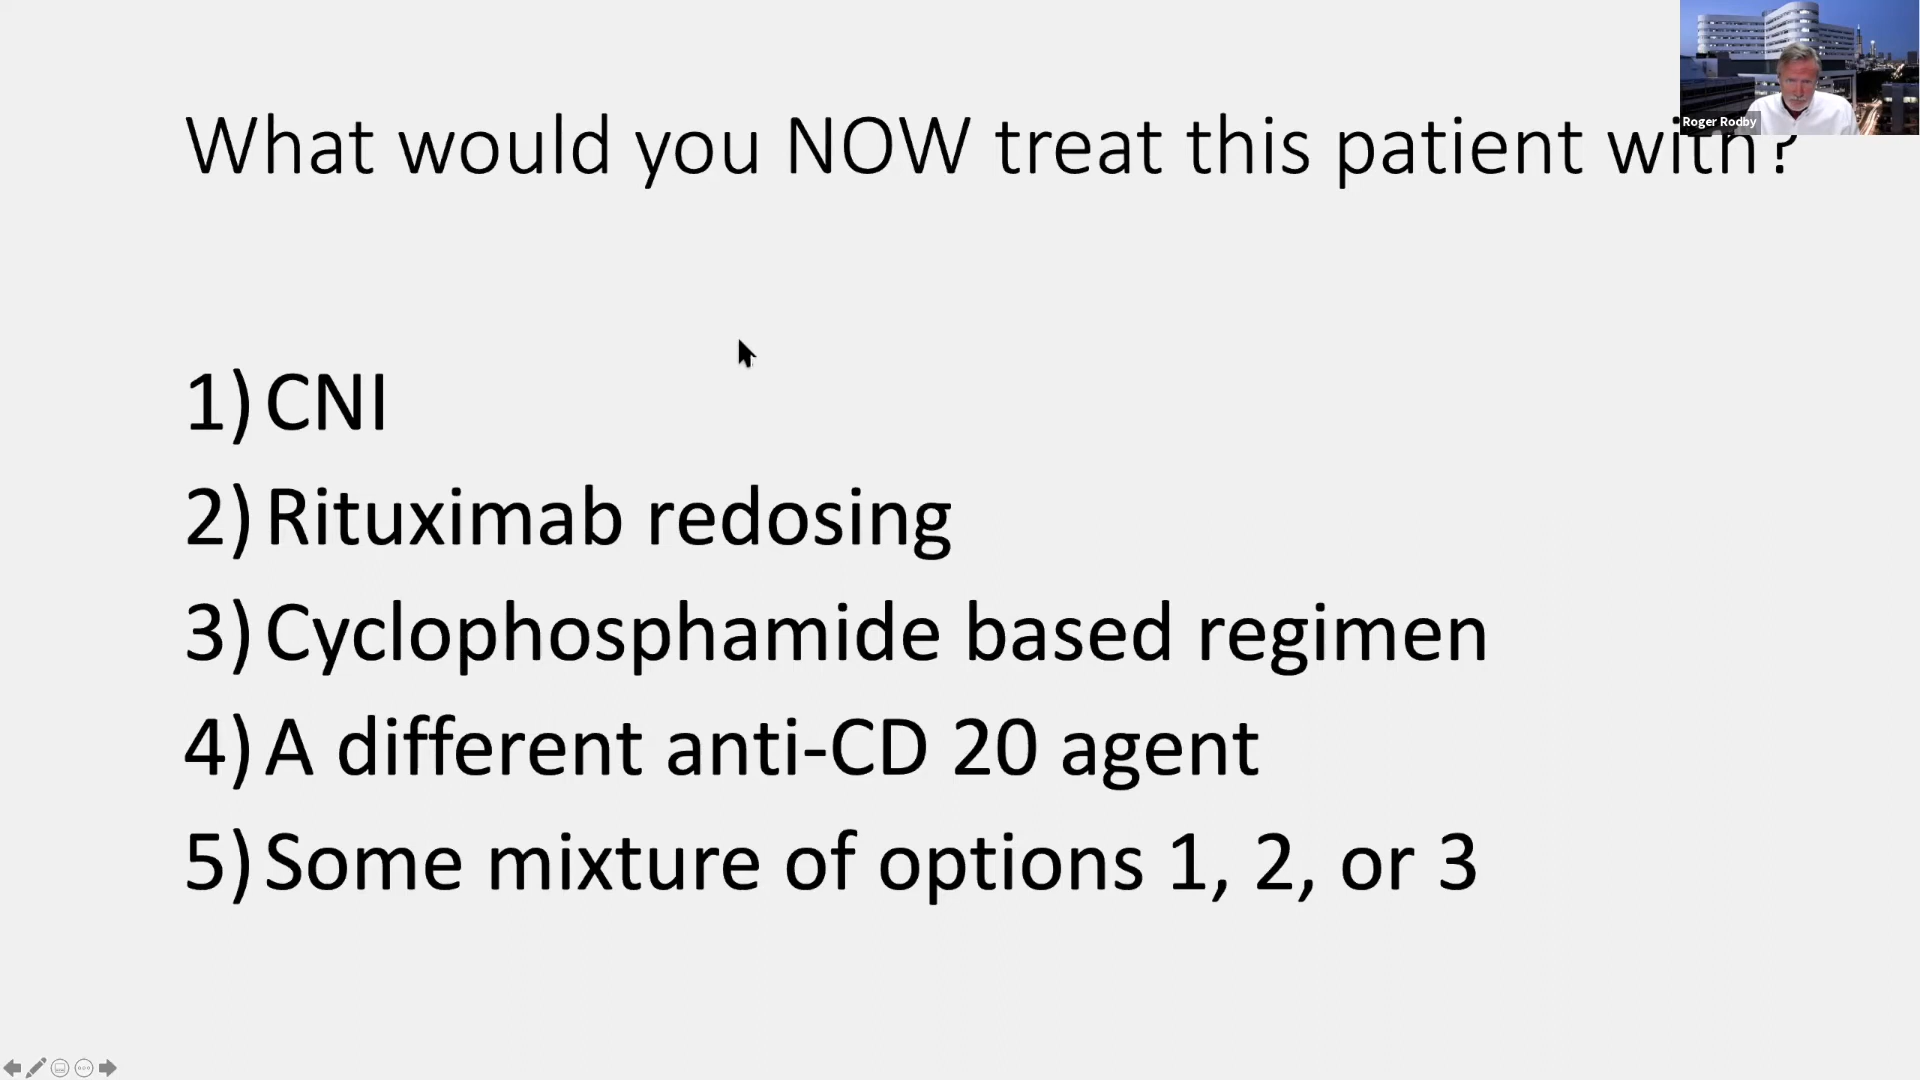 Roger Rodby
What would you NOW treat this patient with?
1) CNI
2) Rituximab redosing
3) Cyclophosphamide based regimen
4) A different anti-CD 20 agent
5) Some mixture of options 1, 2, or 3